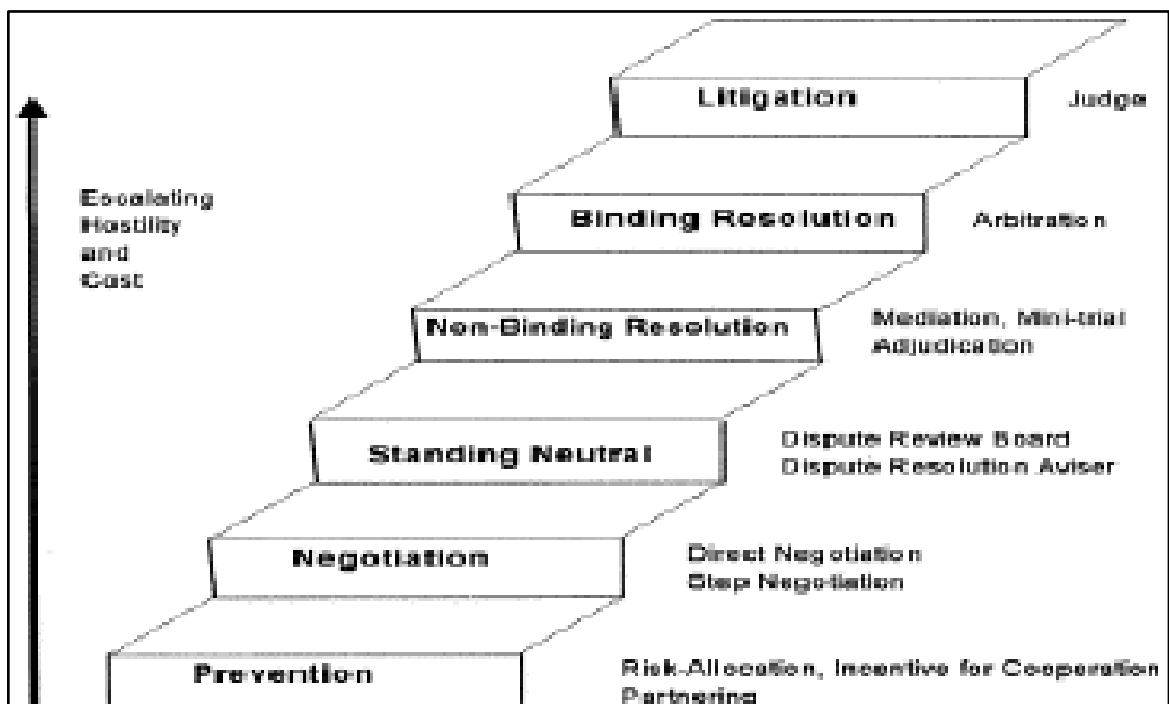 Litigation
Judge
Escalating
Hostility
and
Cost
Binding Resolution
Arbitration
Non-Binding Resolution
Mediation, Mini-trial
Adjudication
Standing Neutral
Dispute Review Board
Dispute Resolution Aviser
Negotiation
Direct Negotiation
Step Negotiation
Prevention
Risk-Allocation, Incentive for Cooperation
Partnering